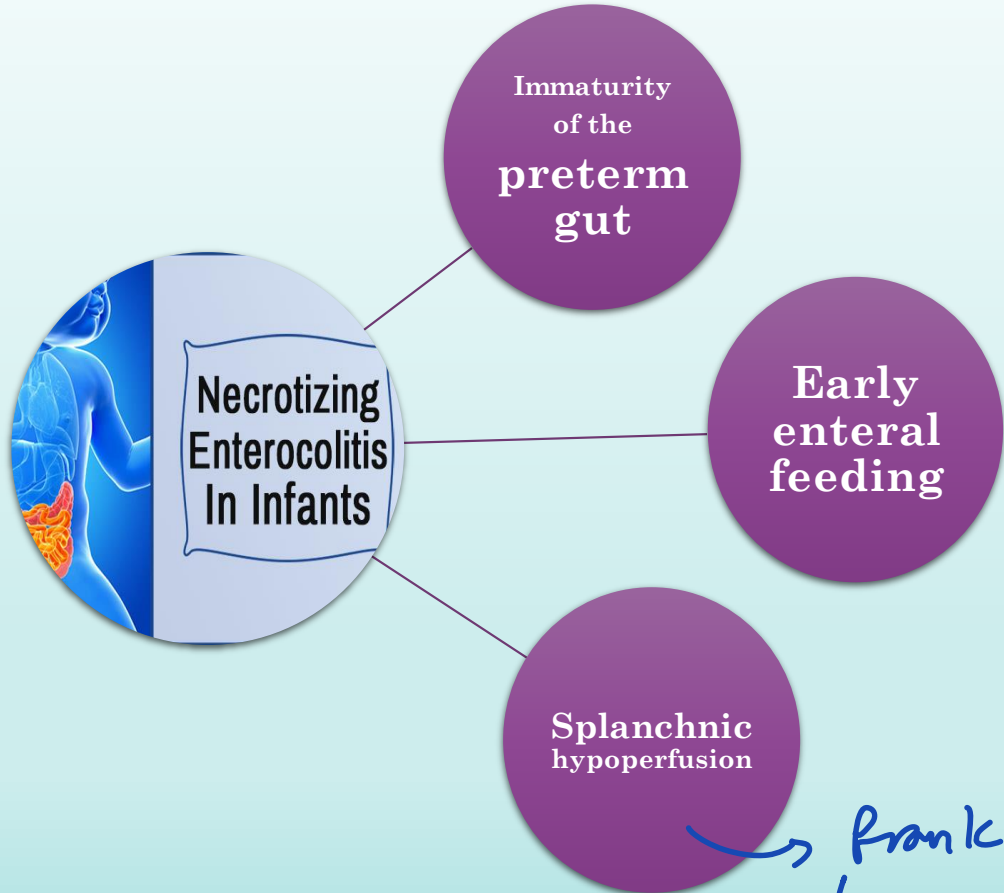 Immaturity
of the
preterm
gut
Necrotizing
Enterocolitis
In Infants
Early
enteral
feeding
Splanchnic
hypoperfusion
frank